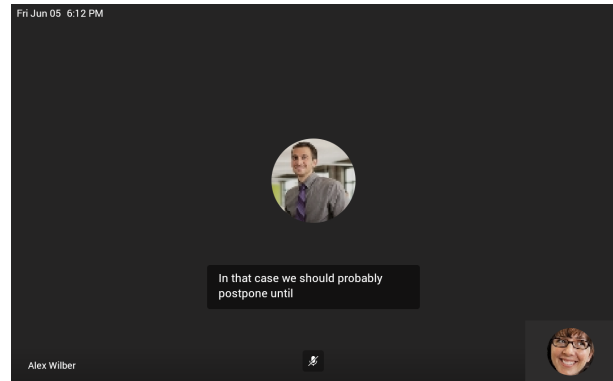 Fri Jun 05 6:12 PM
In that case we should probably
postpone until
Alex Wilber